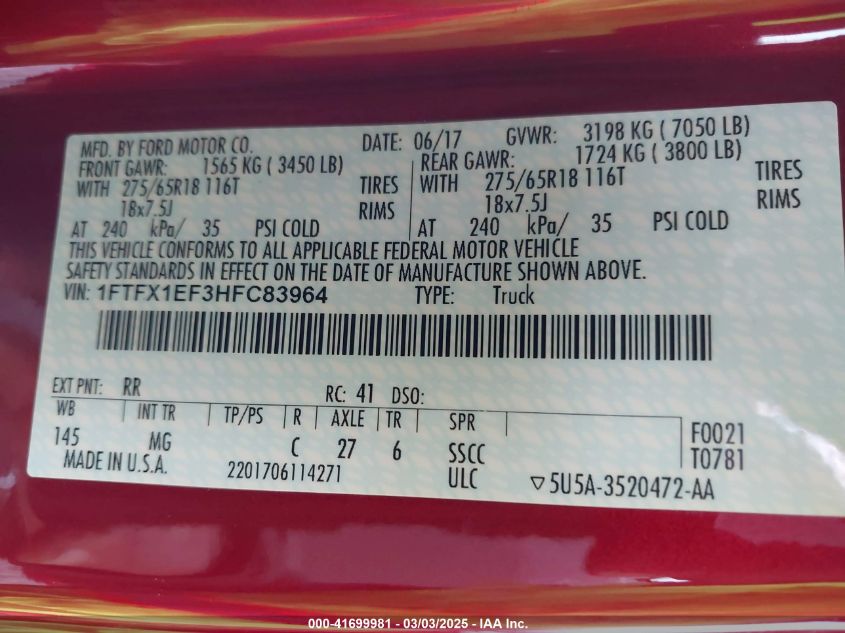 MFD. BY FORD MOTOR CO. DATE: 06/17 GVWR: 3198 KG ( 7050 LB)
FRONT GAWR: 1565 KG ( 3450 LB) REAR GAWR: 1724 KG ( 3800 LB)
WITH 275/65R18 116T TIRES WITH 275/65R18 116T TIRES
18x7.5J RIMS 18x7.5J RIMS
AT 240 kPa/ 35 PSI COLD AT 240 kPa/ 35 PSI COLD
THIS VEHICLE CONFORMS TO ALL APPLICABLE FEDERAL MOTOR VEHICLE
SAFETY STANDARDS IN EFFECT ON THE DATE OF MANUFACTURE SHOWN ABOVE.
VIN: 1FTFX1EF3HFC83964 TYPE: Truck
EXT PNT: RR RC: 41 DSO:
WB INT TR TP/PS R AXLE TR SPR
145 MG C 27 6 SSCC F0021
MADE IN U.S.A. 2201706114271 ULC T0781
▽5U5A-3520472-AA
000-41699981 - 03/03/2025 - IAA Inc.